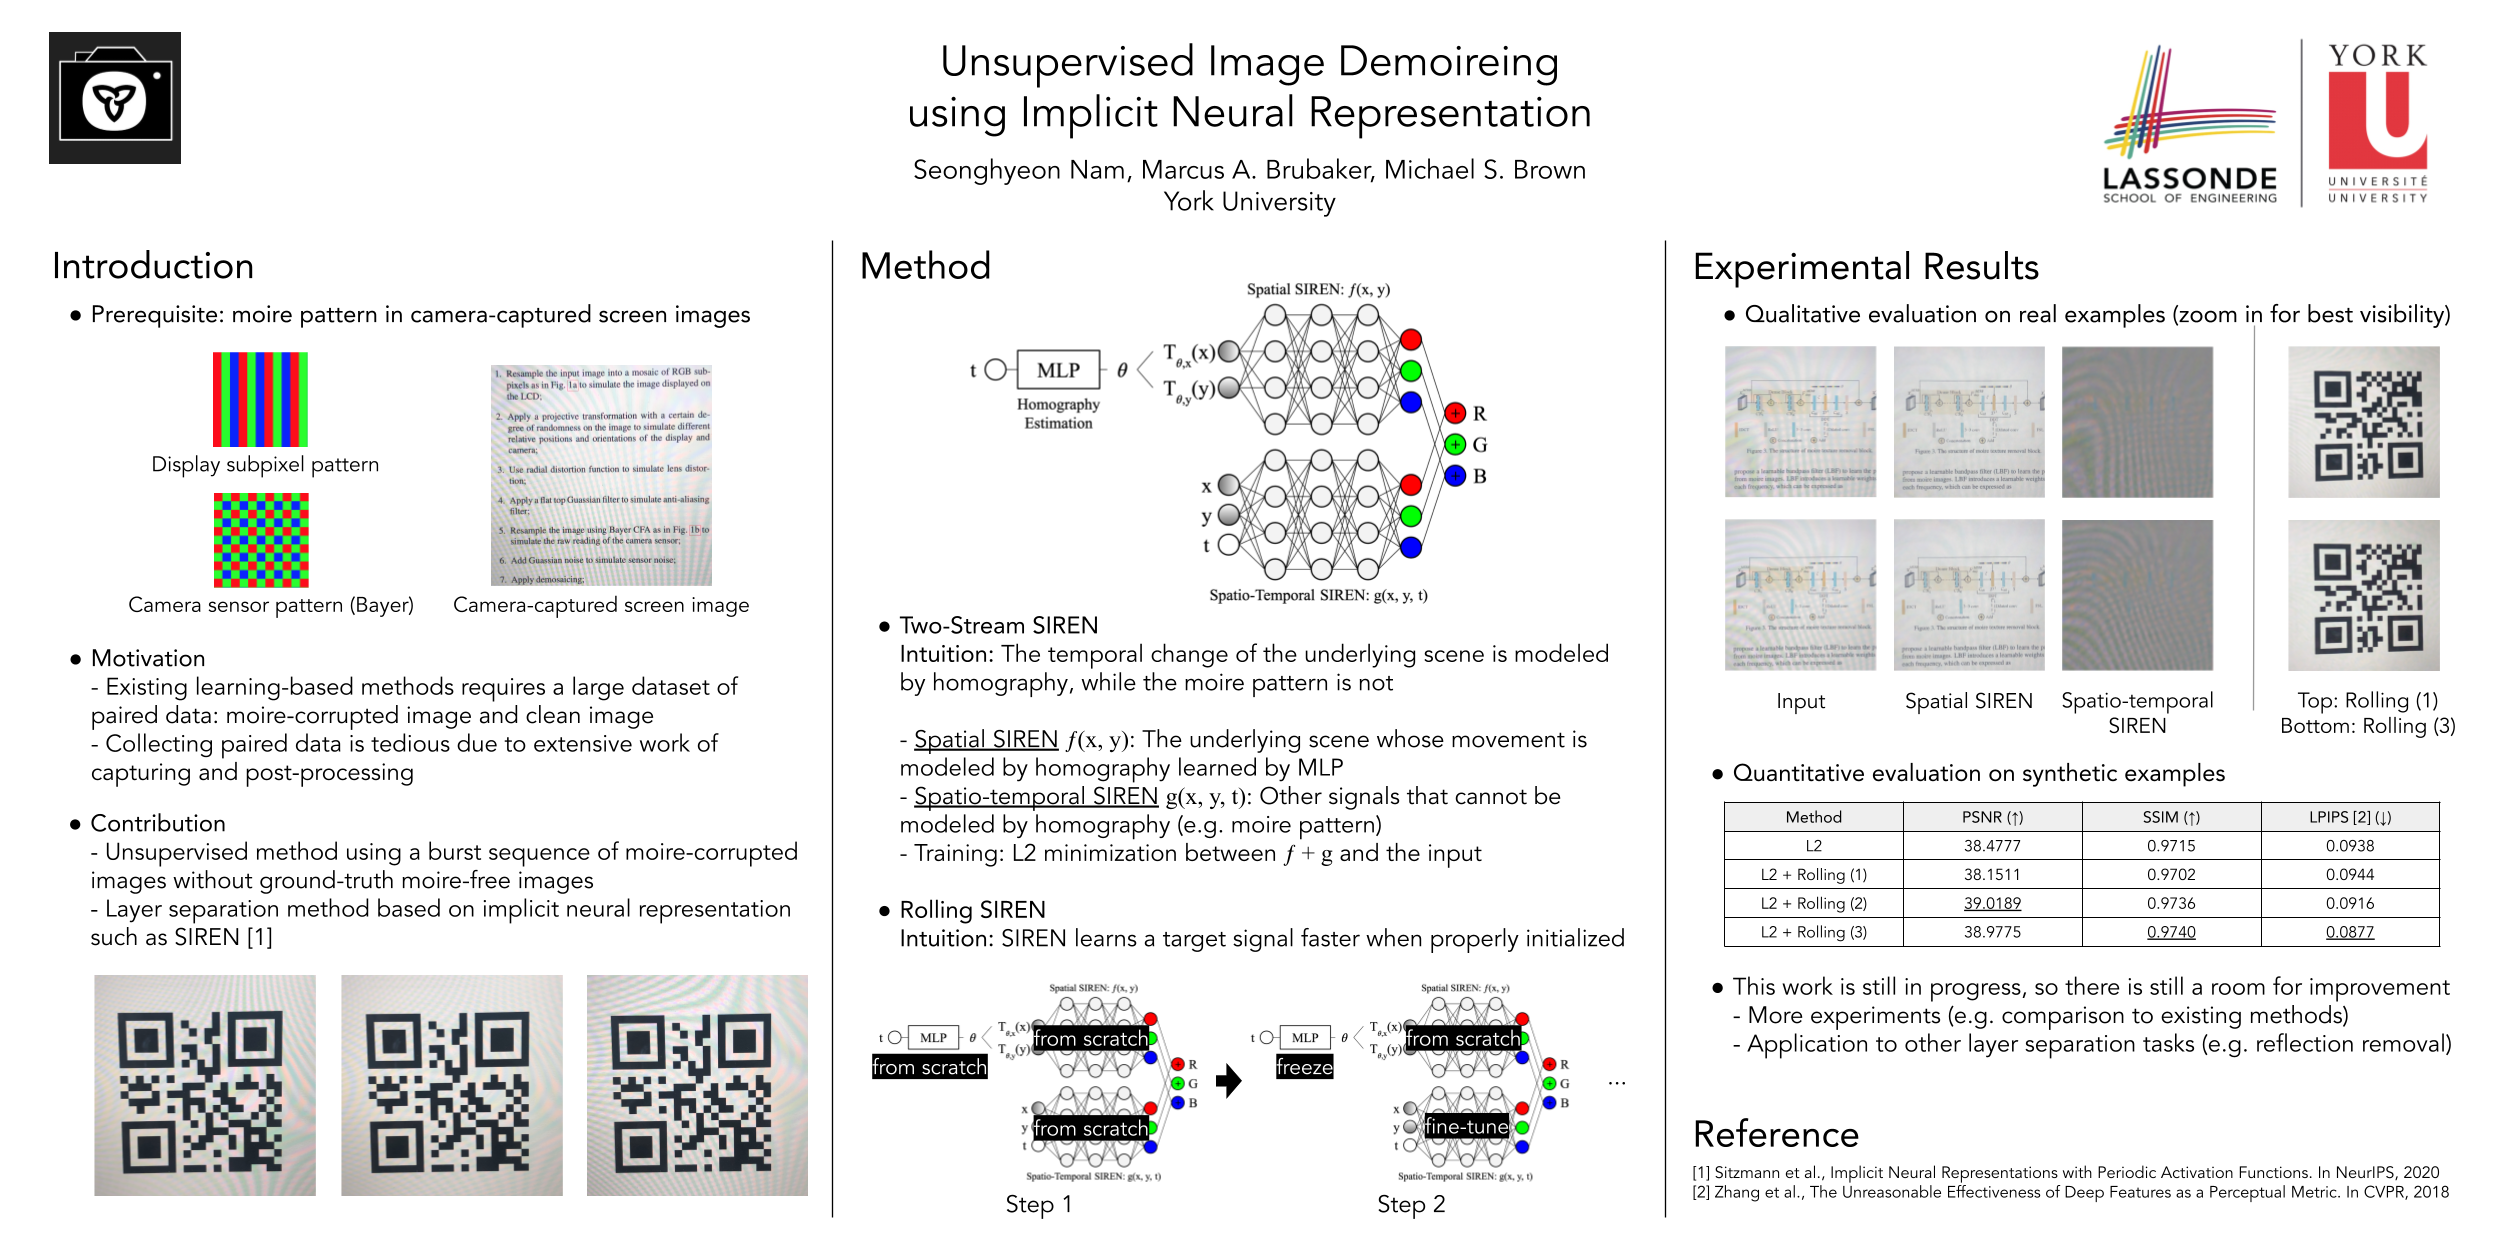 Unsupervised Image Demoireing
using Implicit Neural Representation
Seonghyeon Nam, Marcus A. Brubaker, Michael S. Brown
York University
LASSONDE
SCHOOL OF ENGINEERING
YORK
U
UNIVERSITÉ
UNIVERSITY
Introduction
● Prerequisite: moire pattern in camera-captured screen images
Display subpixel pattern
Camera sensor pattern (Bayer)
1. Resample the input image into a mosaic of RGB sub-
pixels as in Fig. 1a to simulate the image displayed on
the LCD;
2. Apply a projective transformation with a certain de-
gree of randomness on the image to simulate different
relative positions and orientations of the display and
camera;
3. Use radial distortion function to simulate lens distor-
tion;
4. Apply a flat top Guassian filter to simulate anti-aliasing
filter;
5. Resample the image using Bayer CFA as in Fig. 1b to
simulate the raw reading of the camera sensor;
6. Add Guassian noise to simulate sensor noise;
7. Apply demosaicing;
Camera-captured screen image
● Motivation
- Existing learning-based methods requires a large dataset of
paired data: moire-corrupted image and clean image
- Collecting paired data is tedious due to extensive work of
capturing and post-processing
● Contribution
- Unsupervised method using a burst sequence of moire-corrupted
images without ground-truth moire-free images
- Layer separation method based on implicit neural representation
such as SIREN [1]
Method
Spatial SIREN: f(x, y)
t MLP θ T_θ,x(x)
T_θ,y(y)
Homography
Estimation
R
G
B
x
y
t
Spatio-Temporal SIREN: g(x, y, t)
● Two-Stream SIREN
Intuition: The temporal change of the underlying scene is modeled
by homography, while the moire pattern is not
- Spatial SIREN f(x, y): The underlying scene whose movement is
modeled by homography learned by MLP
- Spatio-temporal SIREN g(x, y, t): Other signals that cannot be
modeled by homography (e.g. moire pattern)
- Training: L2 minimization between f + g and the input
● Rolling SIREN
Intuition: SIREN learns a target signal faster when properly initialized
Spatial SIREN: f(x, y)
t MLP θ T_θ,x(x)
T_θ,y(y)
from scratch
from scratch
R
G
B
x
y
t
from scratch
Spatio-Temporal SIREN: g(x, y, t)
Step 1
Spatial SIREN: f(x, y)
t MLP θ T_θ,x(x)
T_θ,y(y)
from scratch
freeze
R
G
B
x
y
t
fine-tune
Spatio-Temporal SIREN: g(x, y, t)
Step 2
...
Experimental Results
● Qualitative evaluation on real examples (zoom in for best visibility)
Input
Spatial SIREN
Spatio-temporal
SIREN
Top: Rolling (1)
Bottom: Rolling (3)
● Quantitative evaluation on synthetic examples
Method PSNR (↑) SSIM (↑) LPIPS [2] (↓)
L2 38.4777 0.9715 0.0938
L2 + Rolling (1) 38.1511 0.9702 0.0944
L2 + Rolling (2) 39.0189 0.9736 0.0916
L2 + Rolling (3) 38.9775 0.9740 0.0877
● This work is still in progress, so there is still a room for improvement
- More experiments (e.g. comparison to existing methods)
- Application to other layer separation tasks (e.g. reflection removal)
Reference
[1] Sitzmann et al., Implicit Neural Representations with Periodic Activation Functions. In NeurIPS, 2020
[2] Zhang et al., The Unreasonable Effectiveness of Deep Features as a Perceptual Metric. In CVPR, 2018